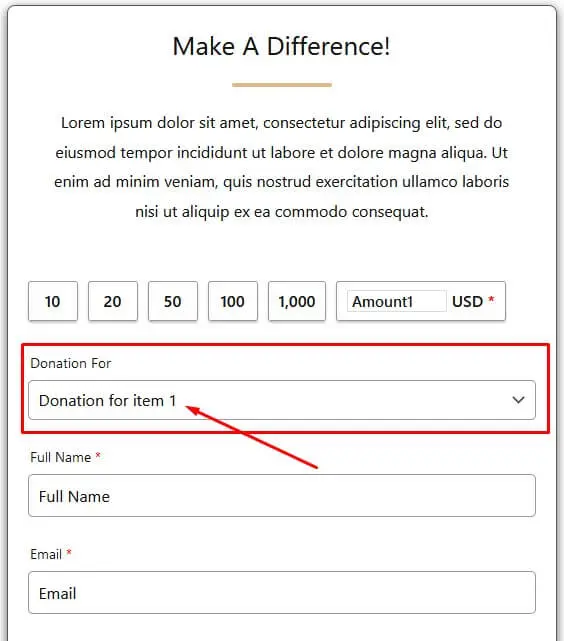 Make A Difference!
Lorem ipsum dolor sit amet, consectetur adipiscing elit, sed do
eiusmod tempor incididunt ut labore et dolore magna aliqua. Ut
enim ad minim veniam, quis nostrud exercitation ullamco laboris
nisi ut aliquip ex ea commodo consequat.
10 20 50 100 1,000 Amount1 USD *
Donation For
Donation for item 1
Full Name *
Full Name
Email *
Email